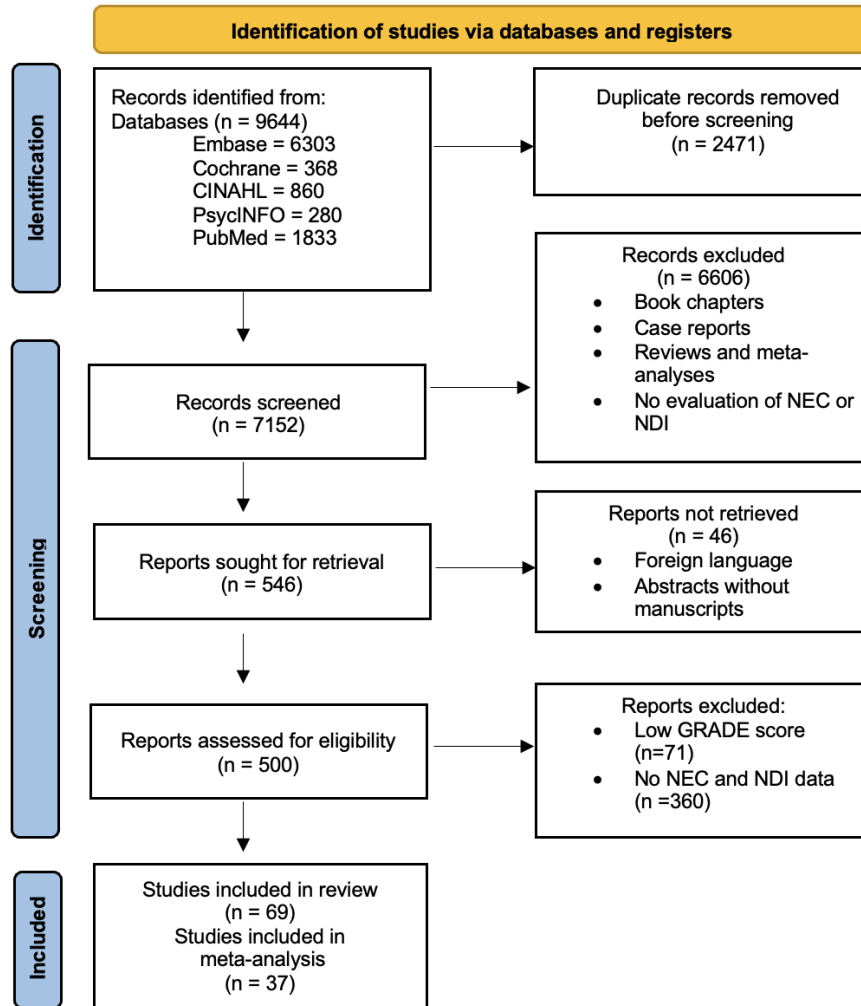 Identification of studies via databases and registers
Identification
Records identified from:
Databases (n = 9644)
Embase = 6303
Cochrane = 368
CINAHL = 860
PsycINFO = 280
PubMed = 1833
Duplicate records removed
before screening
(n = 2471)
Records excluded
(n = 6606)
• Book chapters
• Case reports
• Reviews and meta-
analyses
• No evaluation of NEC or
NDI
Screening
Records screened
(n = 7152)
Reports sought for retrieval
(n = 546)
Reports not retrieved
(n = 46)
• Foreign language
• Abstracts without
manuscripts
Reports assessed for eligibility
(n = 500)
Reports excluded:
• Low GRADE score
(n=71)
• No NEC and NDI data
(n =360)
Included
Studies included in review
(n = 69)
Studies included in
meta-analysis
(n = 37)